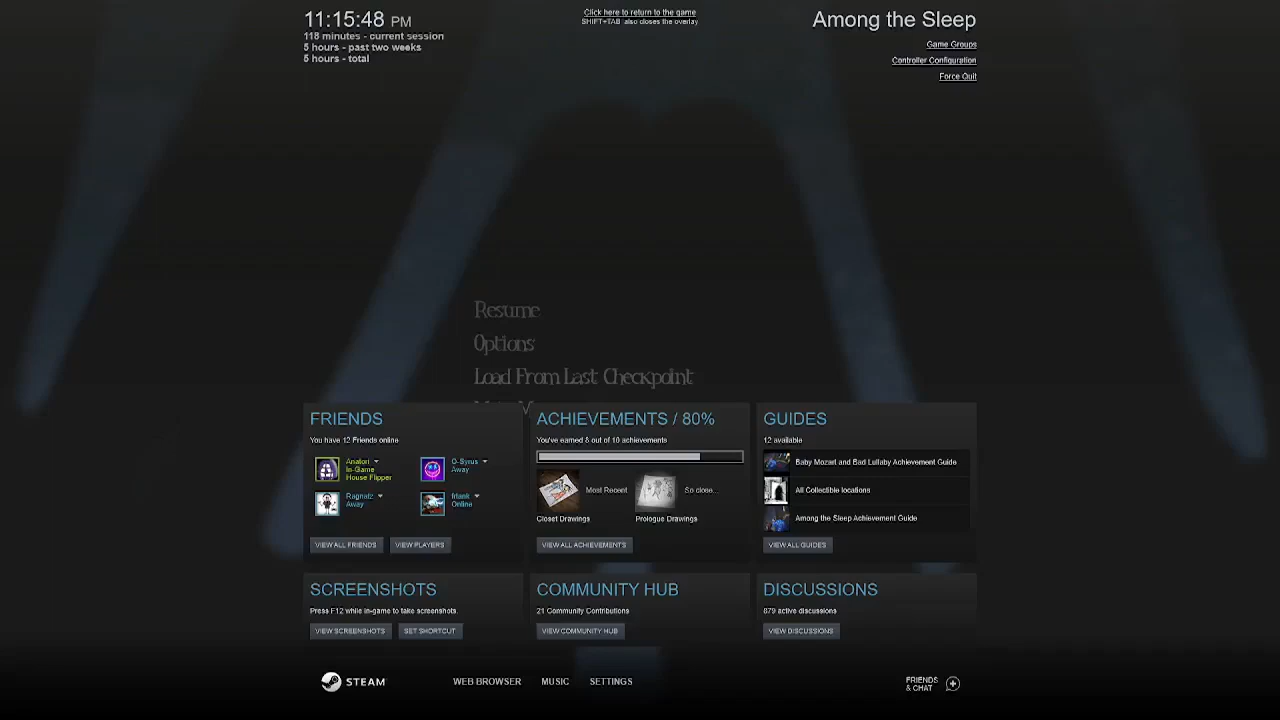 11:15:48 PM
118 minutes - current session
5 hours - past two weeks
5 hours - total
Click here to return to the game
SHIFT+TAB also closes the overlay
Among the Sleep
Game Groups
Controller Configuration
Force Quit
Resume
Options
Load From Last Checkpoint
FRIENDS
You have 12 Friends online
Anatori
In-Game
House Flipper
O-Syrus
Away
Ragnatz
Away
frlank
Online
VIEW ALL FRIENDS
VIEW PLAYERS
ACHIEVEMENTS / 80%
You've earned 8 out of 10 achievements
Most Recent
So close...
Closet Drawings
Prologue Drawings
VIEW ALL ACHIEVEMENTS
GUIDES
12 available
Baby Mozart and Bad Lullaby Achievement Guide
All Collectible locations
Among the Sleep Achievement Guide
VIEW ALL GUIDES
SCREENSHOTS
Press F12 while in-game to take screenshots.
VIEW SCREENSHOTS
SET SHORTCUT
COMMUNITY HUB
21 Community Contributions
VIEW COMMUNITY HUB
DISCUSSIONS
879 active discussions
VIEW DISCUSSIONS
STEAM
WEB BROWSER
MUSIC
SETTINGS
FRIENDS
& CHAT